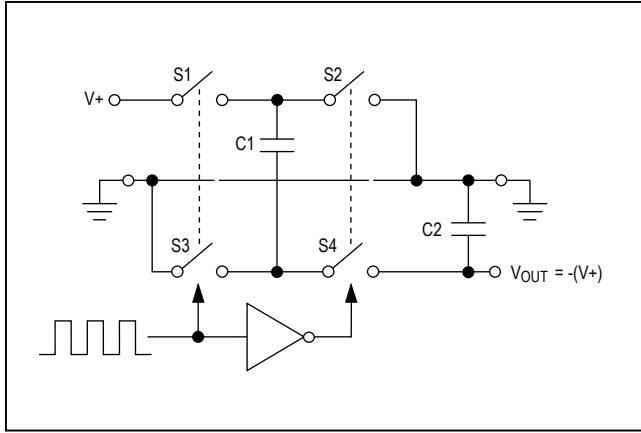 S1
S2
V+
C1
C2
S3
S4
VOUT = -(V+)